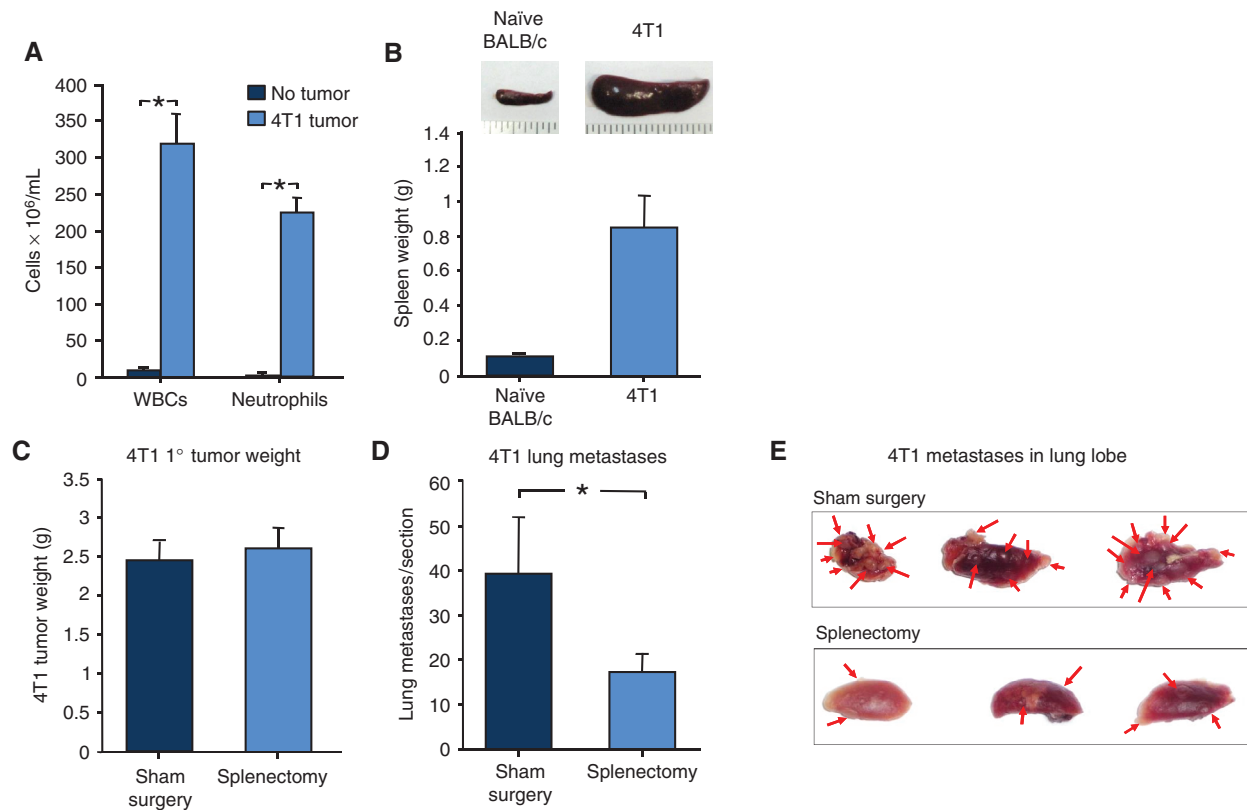 A
400
350
300
250
200
150
100
50
0
Cells × 10⁶/mL
No tumor
4T1 tumor
*
*
WBCs
Neutrophils
B
Naïve
BALB/c
4T1
1.4
1.2
1
0.8
0.6
0.4
0.2
0
Spleen weight (g)
Naïve
BALB/c
4T1
C
4T1 1° tumor weight
3.5
3
2.5
2
1.5
1
0.5
0
4T1 tumor weight (g)
Sham
surgery
Splenectomy
D
4T1 lung metastases
60
50
40
30
20
10
0
Lung metastases/section
*
Sham
surgery
Splenectomy
E
4T1 metastases in lung lobe
Sham surgery
Splenectomy